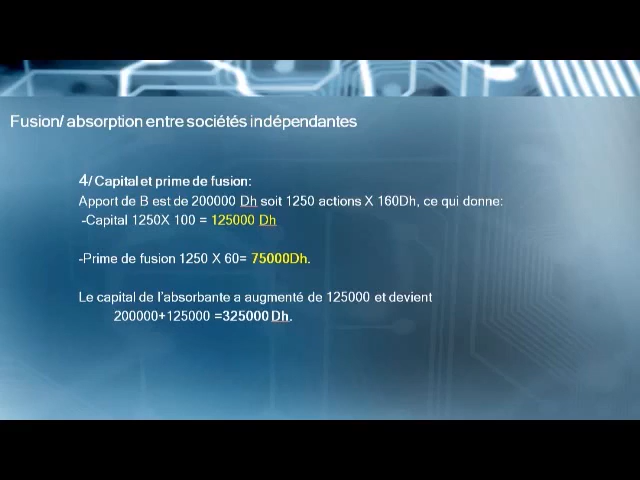 Fusion/ absorption entre sociétés indépendantes
4/ Capital et prime de fusion:
Apport de B est de 200000 Dh soit 1250 actions X 160Dh, ce qui donne:
-Capital 1250X 100 = 125000 Dh
-Prime de fusion 1250 X 60= 75000Dh.
Le capital de l'absorbante a augmenté de 125000 et devient
200000+125000 =325000 Dh.